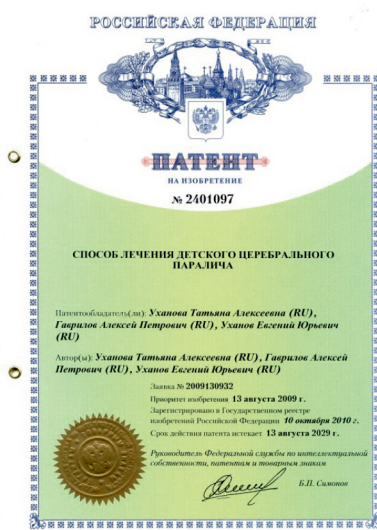 РОССИЙСКАЯ ФЕДЕРАЦИЯ
ПАТЕНТ
НА ИЗОБРЕТЕНИЕ
№ 2401097
СПОСОБ ЛЕЧЕНИЯ ДЕТСКОГО ЦЕРЕБРАЛЬНОГО
ПАРАЛИЧА
Патентообладатель(ли): Уханова Татьяна Алексеевна (RU),
Гаврилов Алексей Петрович (RU), Уханов Евгений Юрьевич
(RU)
Автор(ы): Уханова Татьяна Алексеевна (RU), Гаврилов Алексей
Петрович (RU), Уханов Евгений Юрьевич (RU)
Заявка № 2009130932
Приоритет изобретения 13 августа 2009 г.
Зарегистрировано в Государственном реестре
изобретений Российской Федерации 10 октября 2010 г.
Срок действия патента истекает 13 августа 2029 г.
Руководитель Федеральной службы по интеллектуальной
собственности, патентам и товарным знакам
Б.П. Симонов